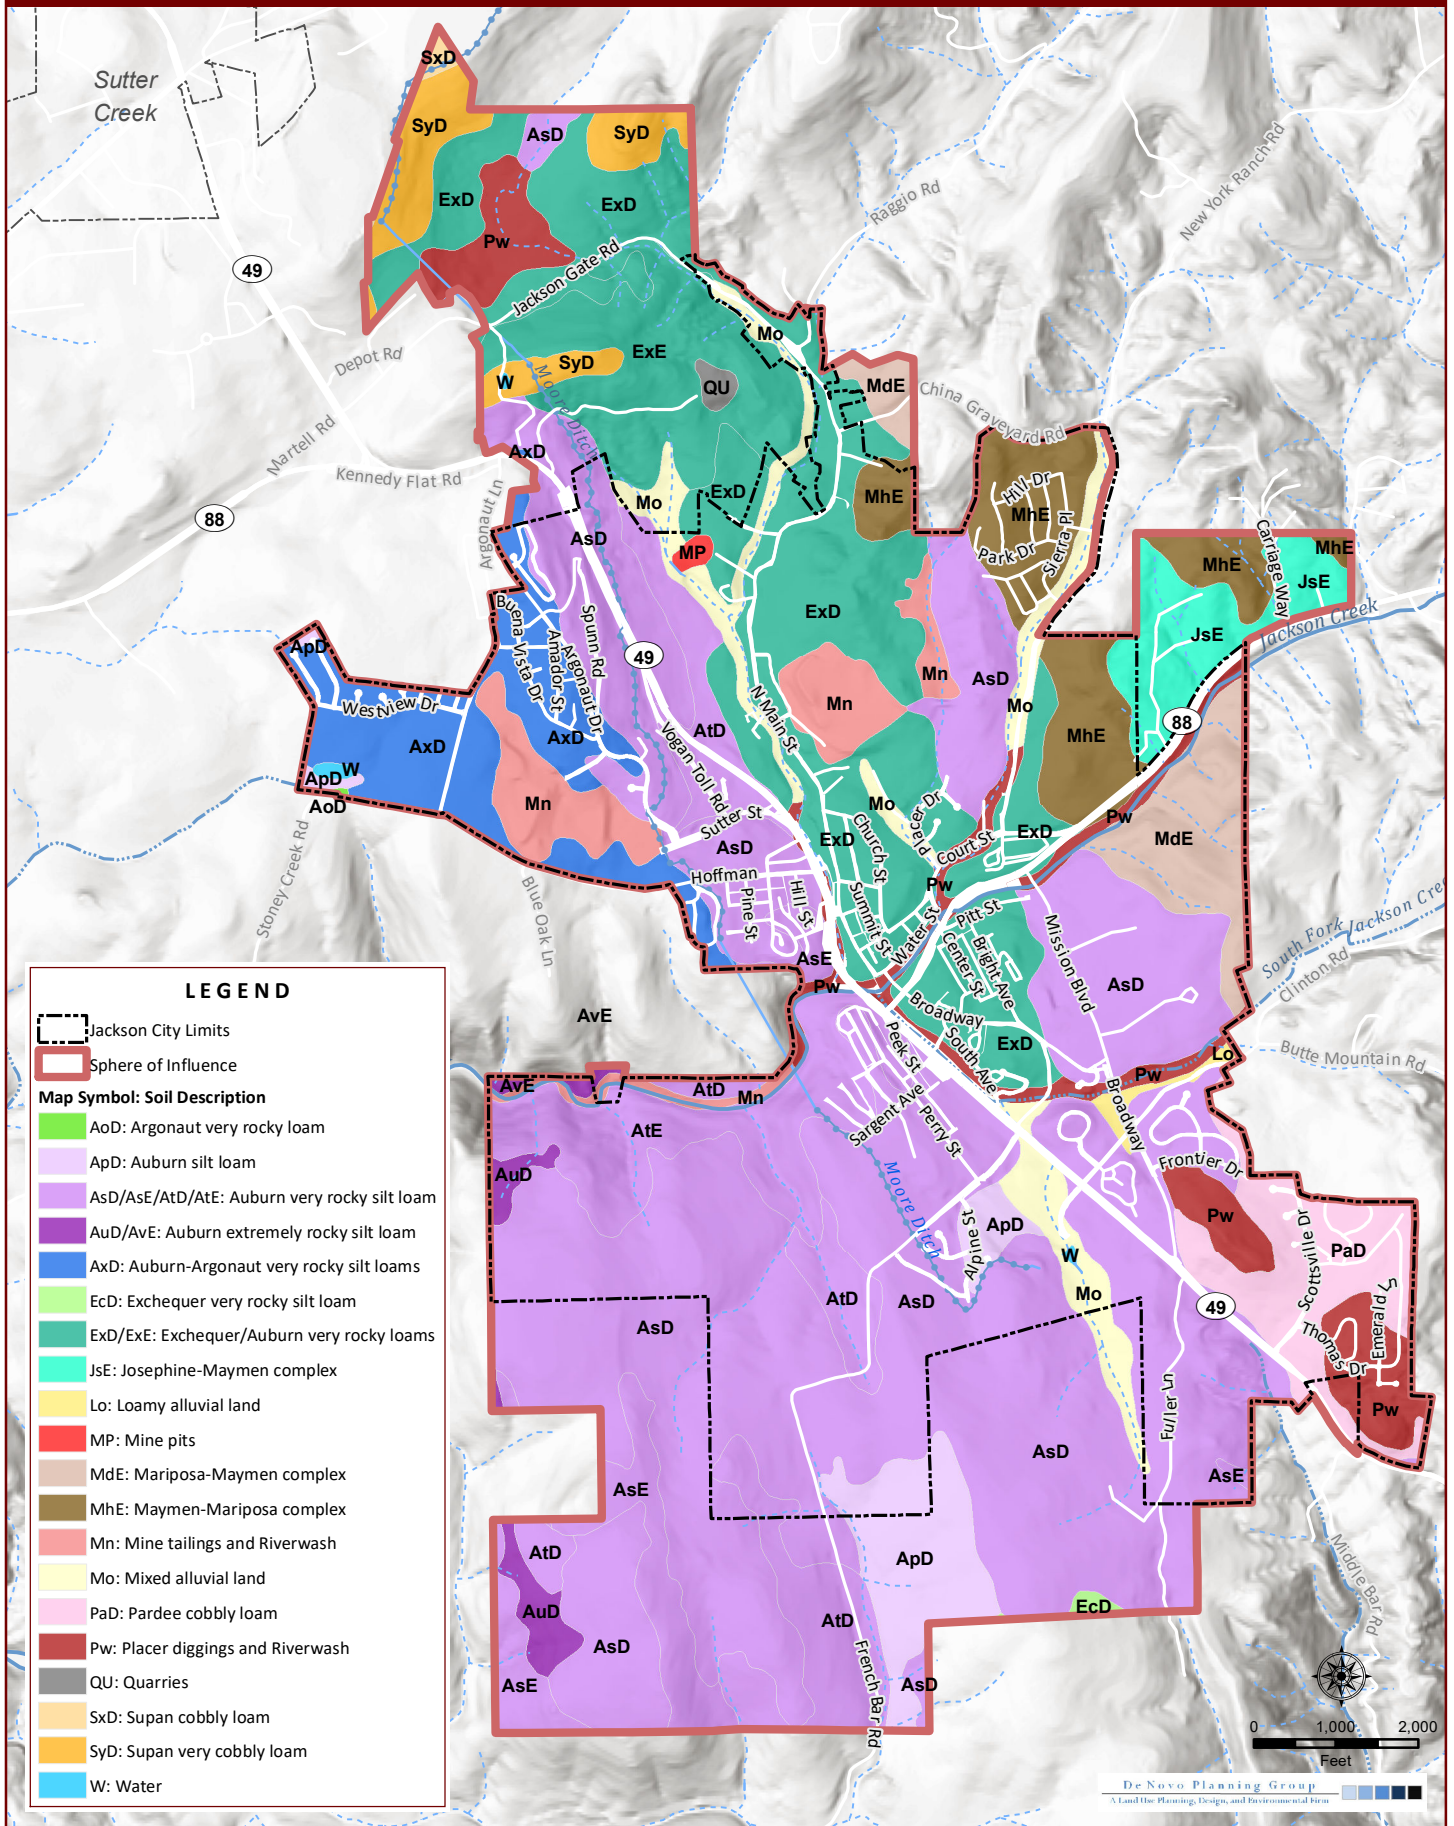 SxD
Sutter
Creek
SyD
AsD
SyD
ExD
ExD
Raggio Rd
New York Ranch Rd
Pw
49
Jackson Gate Rd
Mo
Depot Rd
SyD
ExE
W
QU
MdE
Moore Ditch
China Graveyard Rd
Martell Rd
AxD
Kennedy Flat Rd
Argonaut Ln
Mo
ExD
MhE
Hill Dr
MhE
88
AsD
MP
Park Dr
Sierra Pl
Carriage Way
MhE
MhE
JsE
Buena Vista Dr
Amador St
Argonaut Dr
Spunn Rd
ExD
Jackson Creek
JsE
ApD
49
Mn
AsD
Westview Dr
Mn
Mo
N Main St
88
AxD
AxD
Vogan Toll Rd
AtD
MhE
ApD
W
AoD
Mn
Mo
Placer Dr
Pw
Sutter St
Church St
ExD
Court St
ExD
MdE
AsD
Stoney Creek Rd
Hoffman
Pine St
Hill St
Summit St
Pw
Blue Oak Ln
Water St
Pitt St
Center St
Bright Ave
Mission Blvd
South Fork Jackson Cree
Clinton Rd
AsE
Pw
AsD
Broadway
AvE
Peek St
South Ave
ExD
Lo
Butte Mountain Rd
AvE
AtD
Mn
Pw
Broadway
Sargent Ave
Perry St
AtE
AuD
Moore Ditch
Frontier Dr
Alpine St
ApD
Pw
Scottsville Dr
PaD
W
Mo
AtD
AsD
49
Emerald S
AsD
Thomas Dr
Pw
Fuller Ln
AsD
AsE
AsE
AtD
ApD
Middle Bar Rd
AuD
EcD
AsD
AtD
AsE
French Bar Rd
AsD
LEGEND
Jackson City Limits
Sphere of Influence
Map Symbol: Soil Description
AoD: Argonaut very rocky loam
ApD: Auburn silt loam
AsD/AsE/AtD/AtE: Auburn very rocky silt loam
AuD/AvE: Auburn extremely rocky silt loam
AxD: Auburn-Argonaut very rocky silt loams
EcD: Exchequer very rocky silt loam
ExD/ExE: Exchequer/Auburn very rocky loams
JsE: Josephine-Maymen complex
Lo: Loamy alluvial land
MP: Mine pits
MdE: Mariposa-Maymen complex
MhE: Maymen-Mariposa complex
Mn: Mine tailings and Riverwash
Mo: Mixed alluvial land
PaD: Pardee cobbly loam
Pw: Placer diggings and Riverwash
QU: Quarries
SxD: Supan cobbly loam
SyD: Supan very cobbly loam
W: Water
0 1,000 2,000
Feet
De Novo Planning Group
A Land Use Planning, Design, and Environmental Firm